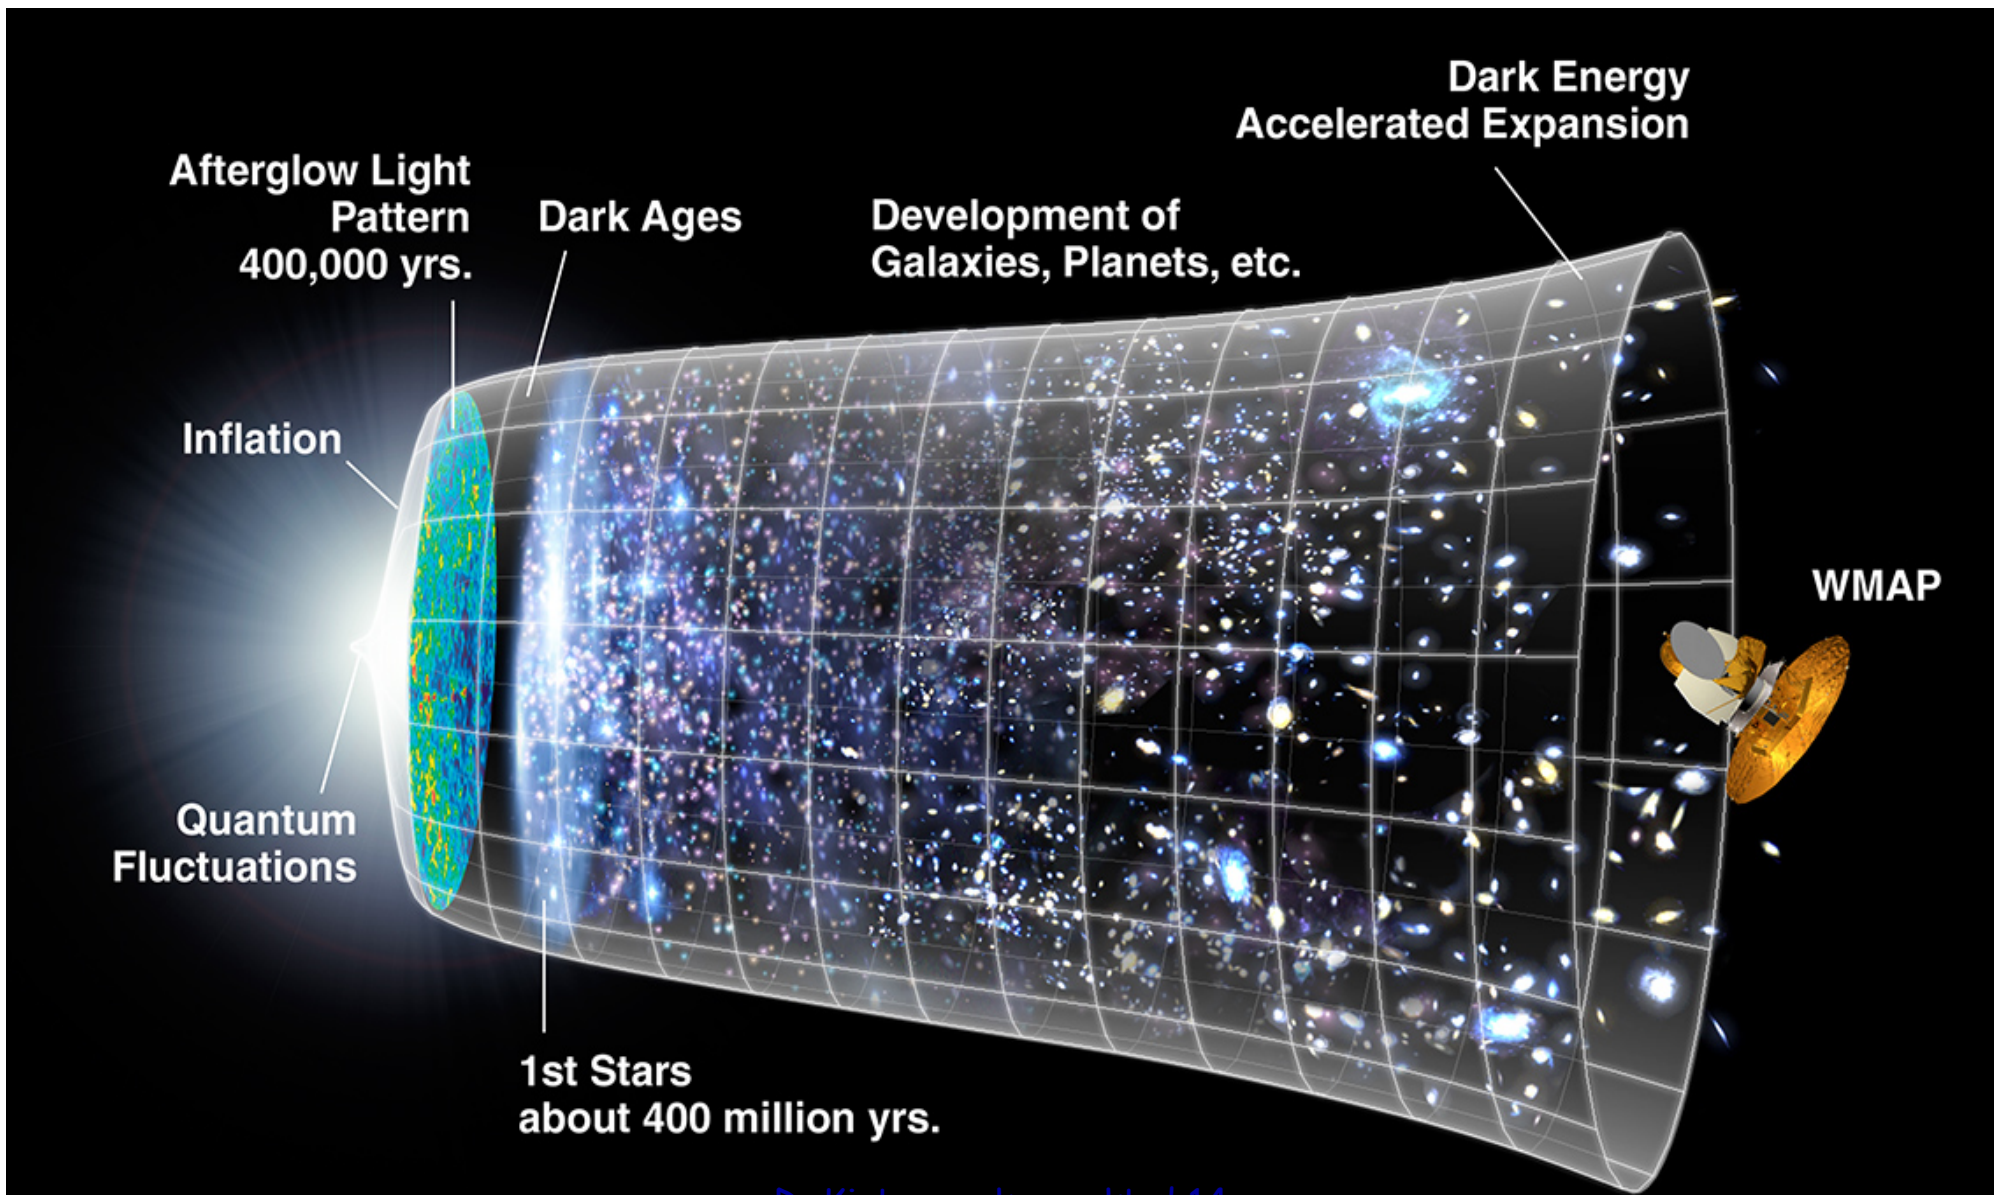 Dark Energy
Accelerated Expansion
Afterglow Light
Pattern
400,000 yrs.
Dark Ages
Development of
Galaxies, Planets, etc.
Inflation
WMAP
Quantum
Fluctuations
1st Stars
about 400 million yrs.